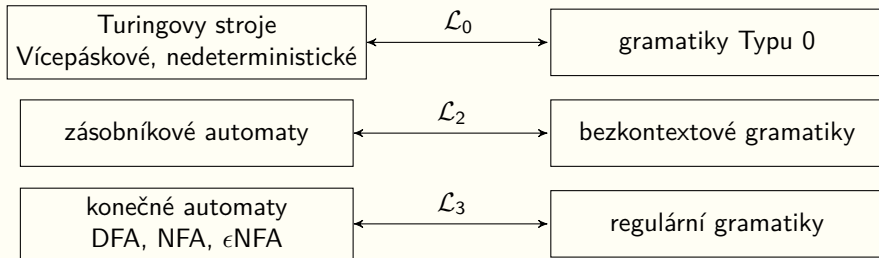 Turingovy stroje
Vícepáskové, nedeterministické
ℒ₀
gramatiky Typu 0
zásobníkové automaty
ℒ₂
bezkontextové gramatiky
konečné automaty
DFA, NFA, ϵNFA
ℒ₃
regulární gramatiky